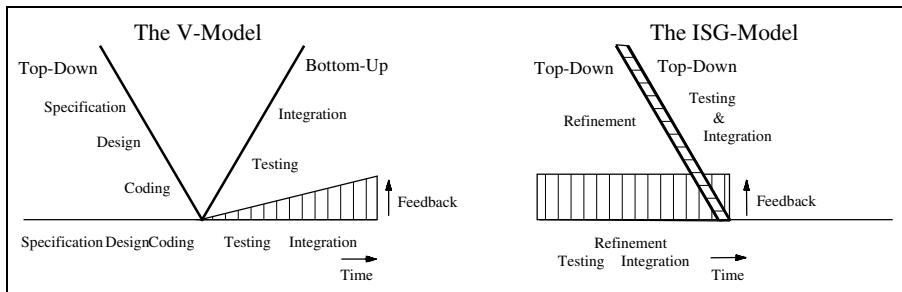 The V-Model
Top-Down
Bottom-Up
Specification
Integration
Design
Testing
Coding
Feedback
Specification Design Coding Testing Integration
Time
The ISG-Model
Top-Down Top-Down
Testing
&
Refinement
Integration
Feedback
Refinement
Testing Integration
Time